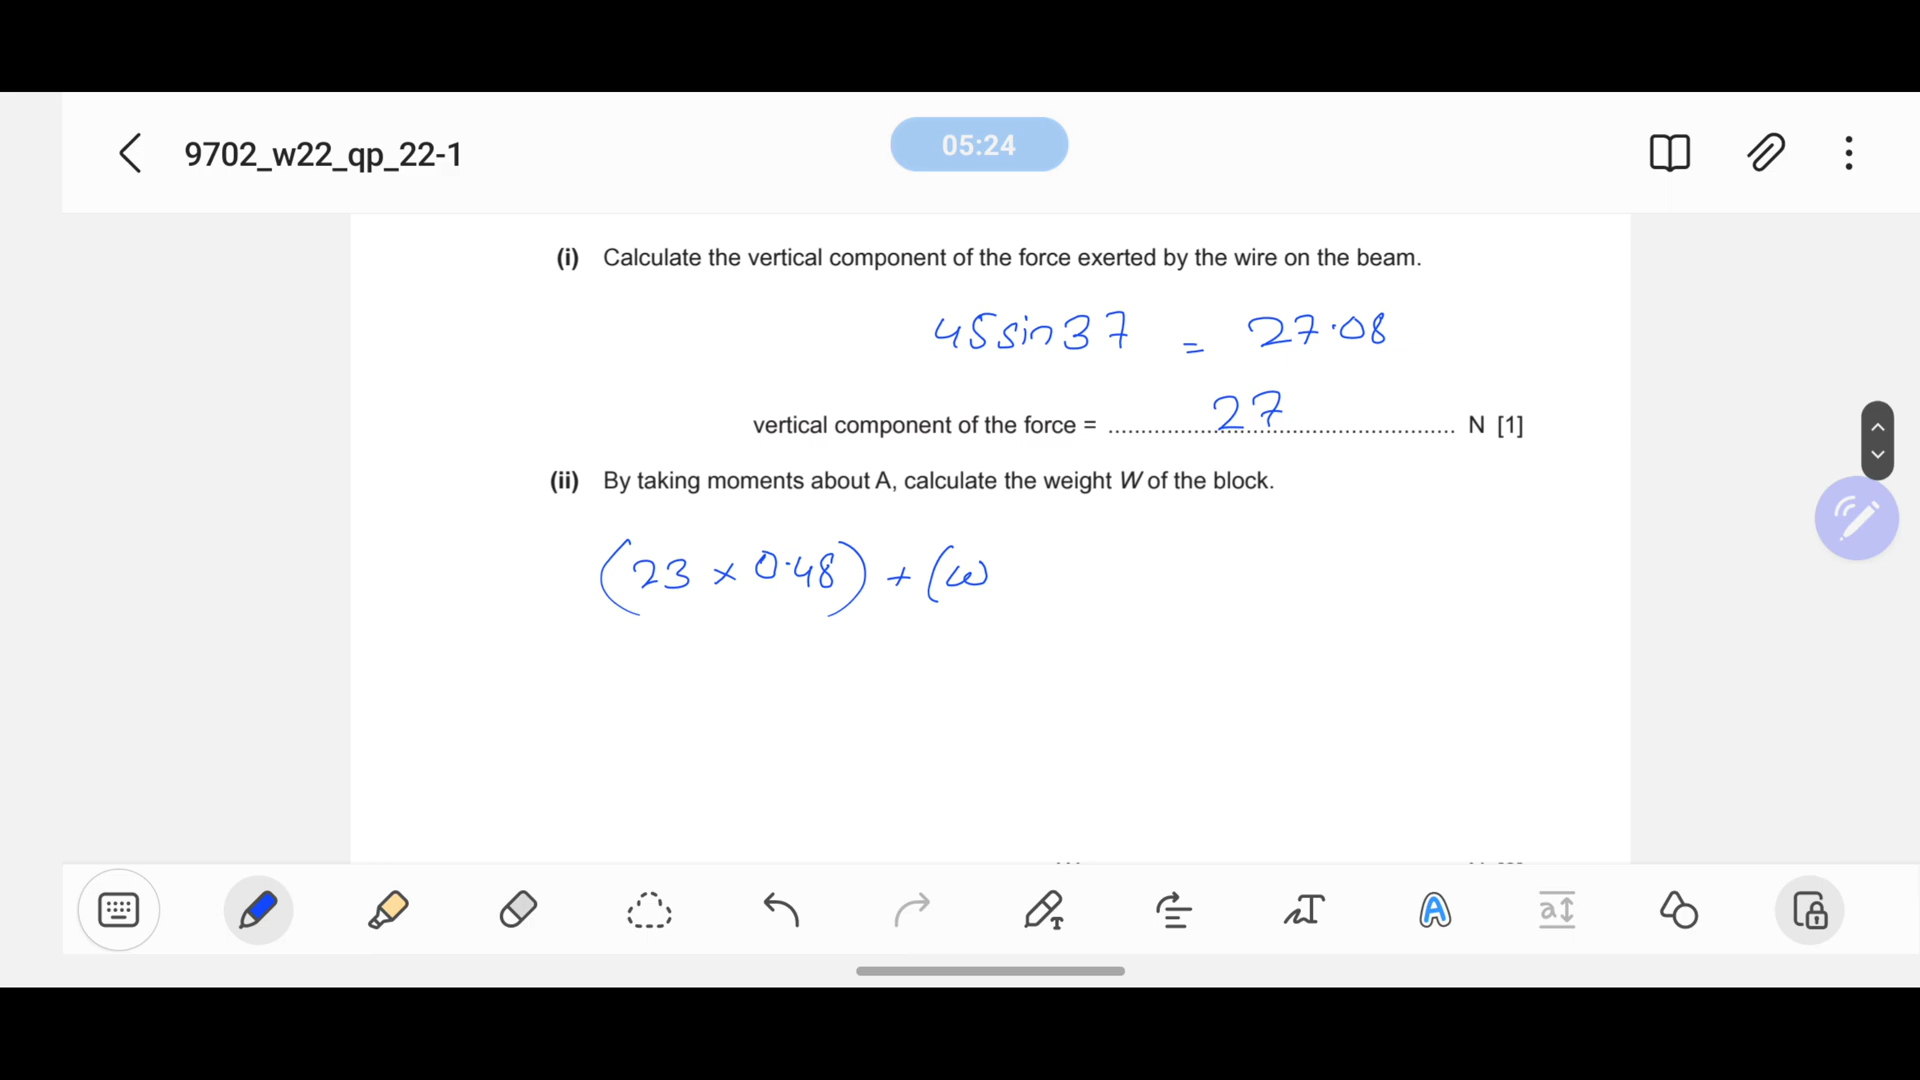 9702_w22_qp_22-1
05:24
(i) Calculate the vertical component of the force exerted by the wire on the beam.
45sin37 = 27.08
27
vertical component of the force = ........................................................ N [1]
(ii) By taking moments about A, calculate the weight W of the block.
(23 × 0.48) + (ω